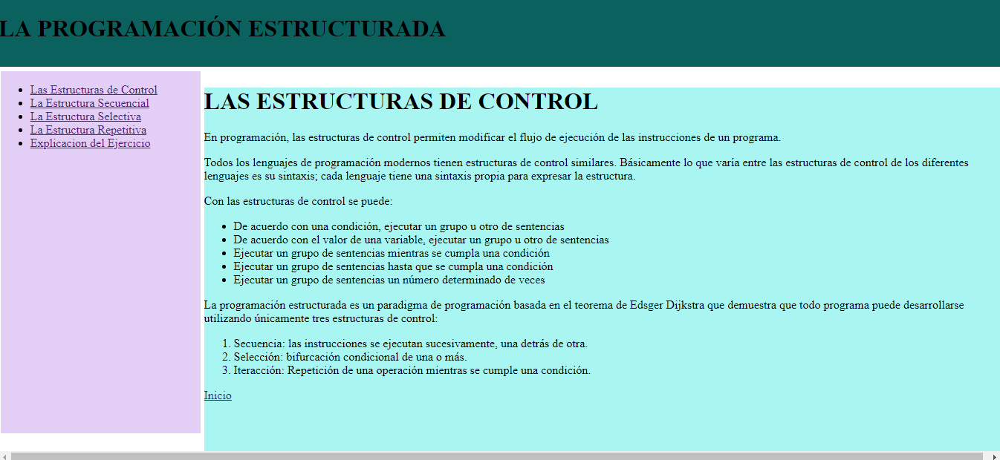 LA PROGRAMACIÓN ESTRUCTURADA
Las Estructuras de Control
La Estructura Secuencial
La Estructura Selectiva
La Estructura Repetitiva
Explicacion del Ejercicio
LAS ESTRUCTURAS DE CONTROL
En programación, las estructuras de control permiten modificar el flujo de ejecución de las instrucciones de un programa.
Todos los lenguajes de programación modernos tienen estructuras de control similares. Básicamente lo que varía entre las estructuras de control de los diferentes
lenguajes es su sintaxis; cada lenguaje tiene una sintaxis propia para expresar la estructura.
Con las estructuras de control se puede:
De acuerdo con una condición, ejecutar un grupo u otro de sentencias
De acuerdo con el valor de una variable, ejecutar un grupo u otro de sentencias
Ejecutar un grupo de sentencias mientras se cumpla una condición
Ejecutar un grupo de sentencias hasta que se cumpla una condición
Ejecutar un grupo de sentencias un número determinado de veces
La programación estructurada es un paradigma de programación basada en el teorema de Edsger Dijkstra que demuestra que todo programa puede desarrollarse
utilizando únicamente tres estructuras de control:
1. Secuencia: las instrucciones se ejecutan sucesivamente, una detrás de otra.
2. Selección: bifurcación condicional de una o más.
3. Iteracción: Repetición de una operación mientras se cumple una condición.
Inicio